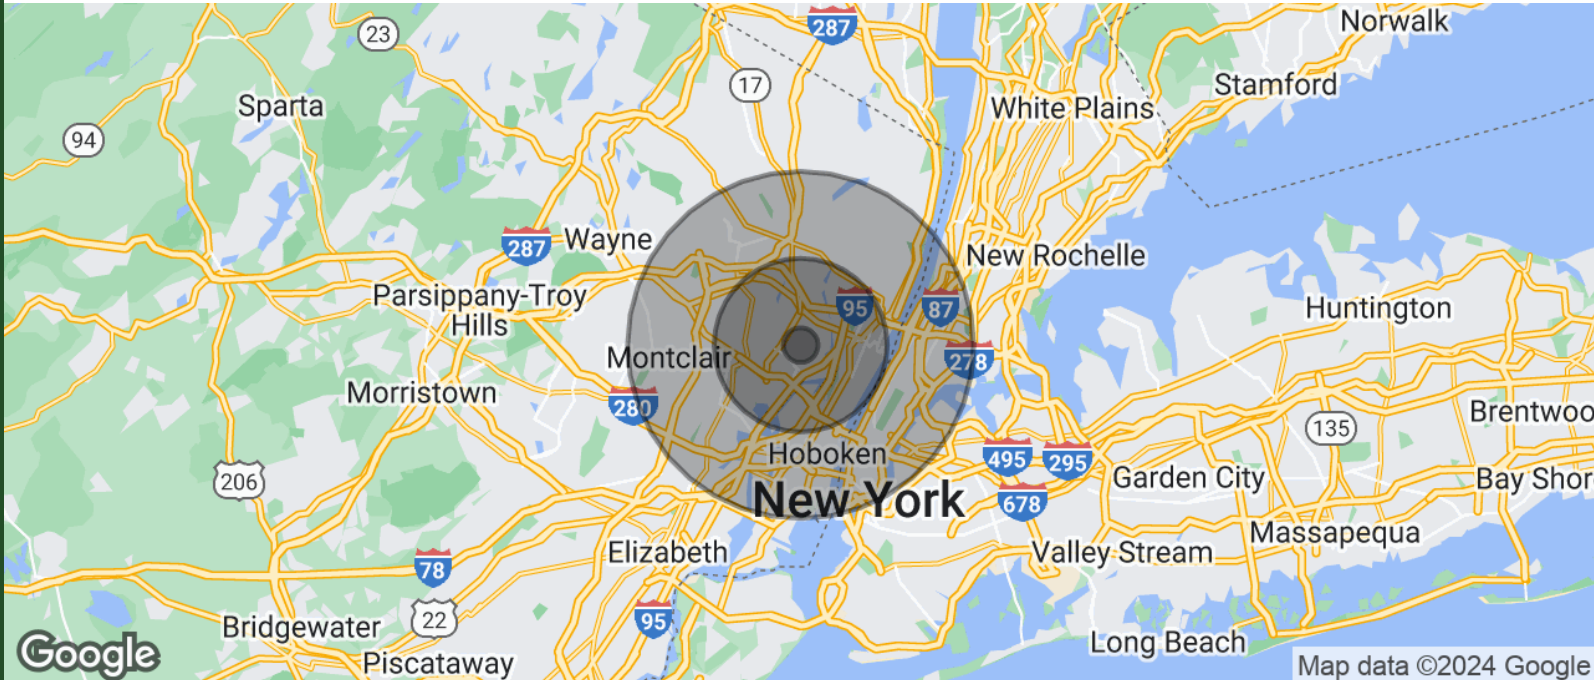 287
Norwalk
23
17
Stamford
Sparta
White Plains
94
287
Wayne
New Rochelle
Parsippany-Troy
Hills
95
87
Huntington
Montclair
278
Morristown
280
Brentwoo
135
Hoboken
495
295
206
Garden City
Bay Shor
New York
678
Massapequa
Elizabeth
Valley Stream
78
22
95
Bridgewater
Long Beach
Google
Piscataway
Map data ©2024 Google